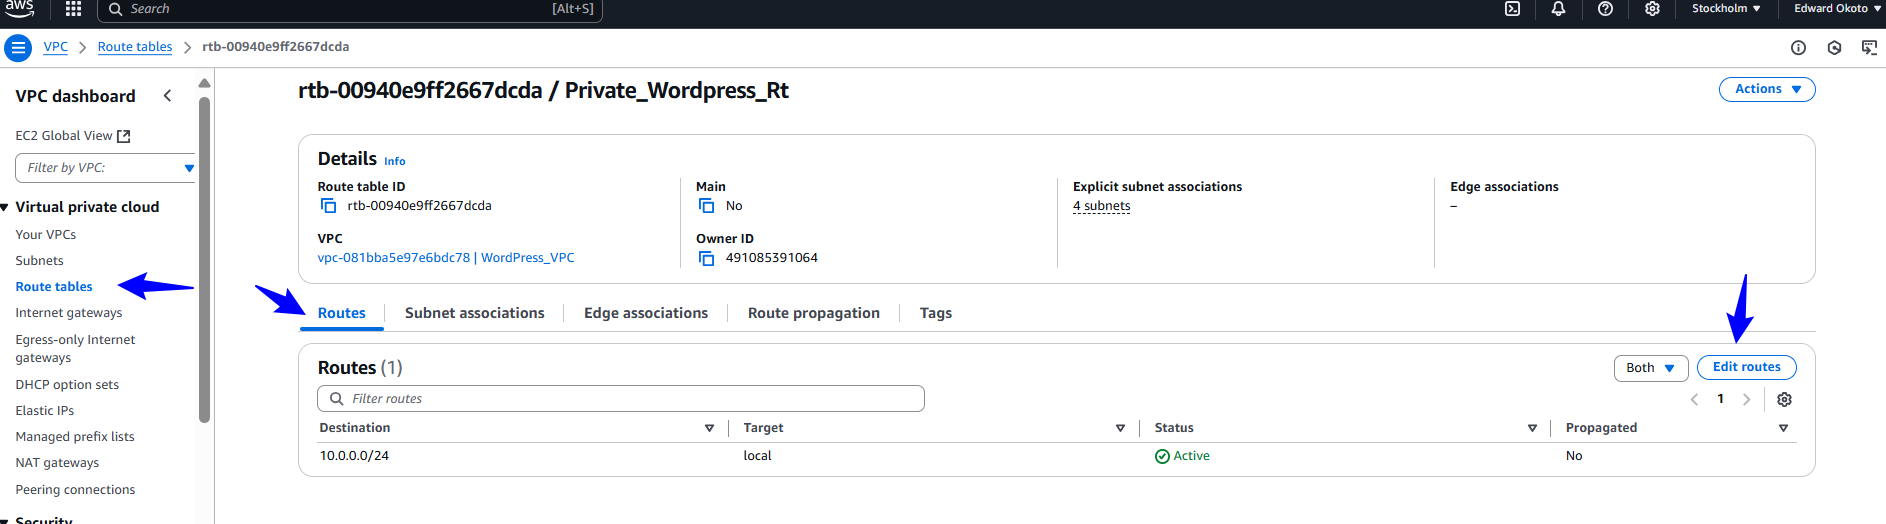 aws
Search
[Alt+S]
Stockholm
Edward Okoto
VPC
Route tables
rtb-00940e9ff2667dcda
VPC dashboard
EC2 Global View
Filter by VPC:
Virtual private cloud
Your VPCs
Subnets
Route tables
Internet gateways
Egress-only Internet
gateways
DHCP option sets
Elastic IPs
Managed prefix lists
NAT gateways
Peering connections
Security
rtb-00940e9ff2667dcda / Private_Wordpress_Rt
Actions
Details Info
Route table ID
rtb-00940e9ff2667dcda
Main
No
Explicit subnet associations
4 subnets
Edge associations
–
VPC
vpc-081bba5e97e6bdc78 | WordPress_VPC
Owner ID
491085391064
Routes
Subnet associations
Edge associations
Route propagation
Tags
Routes (1)
Both
Edit routes
Filter routes
1
Destination
Target
Status
Propagated
10.0.0.0/24
local
Active
No